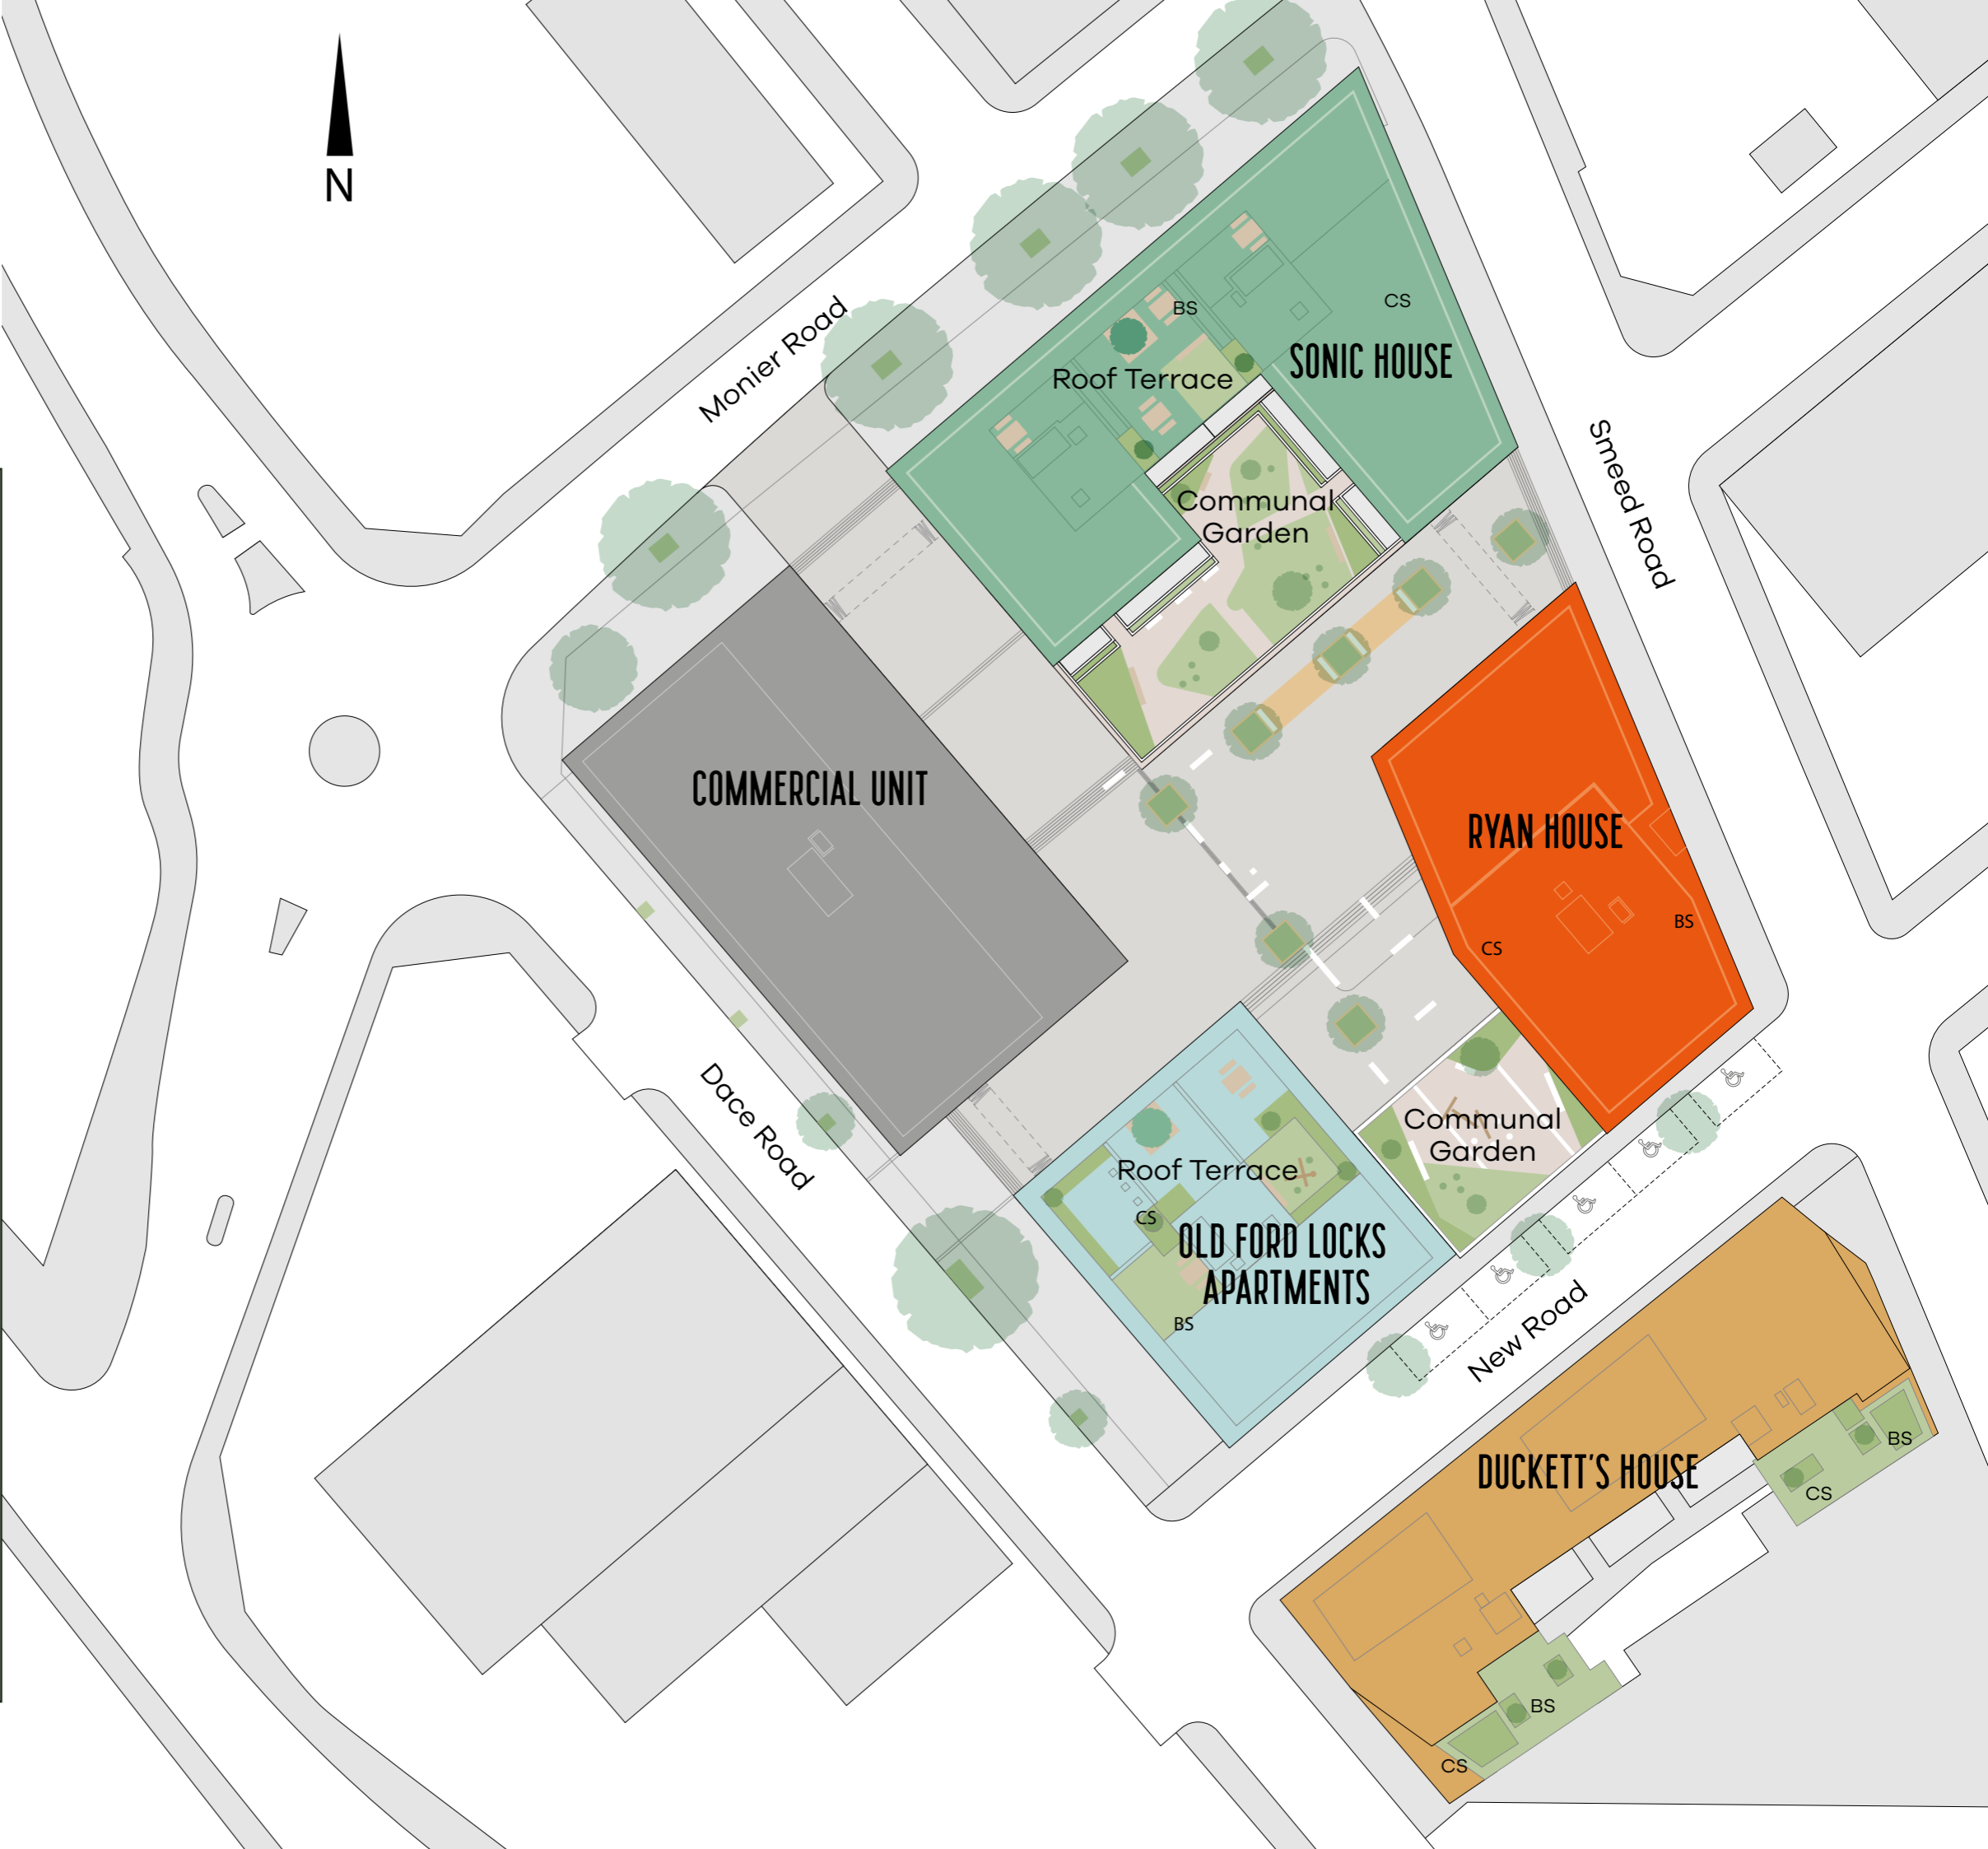 N
Monier Road
BS
CS
SONIC HOUSE
Roof Terrace
Communal
Garden
Smeed Road
COMMERCIAL UNIT
RYAN HOUSE
BS
CS
Dace Road
Communal
Garden
Roof Terrace
CS
OLD FORD LOCKS
APARTMENTS
BS
New Road
DUCKETT'S HOUSE
BS
CS
BS
CS